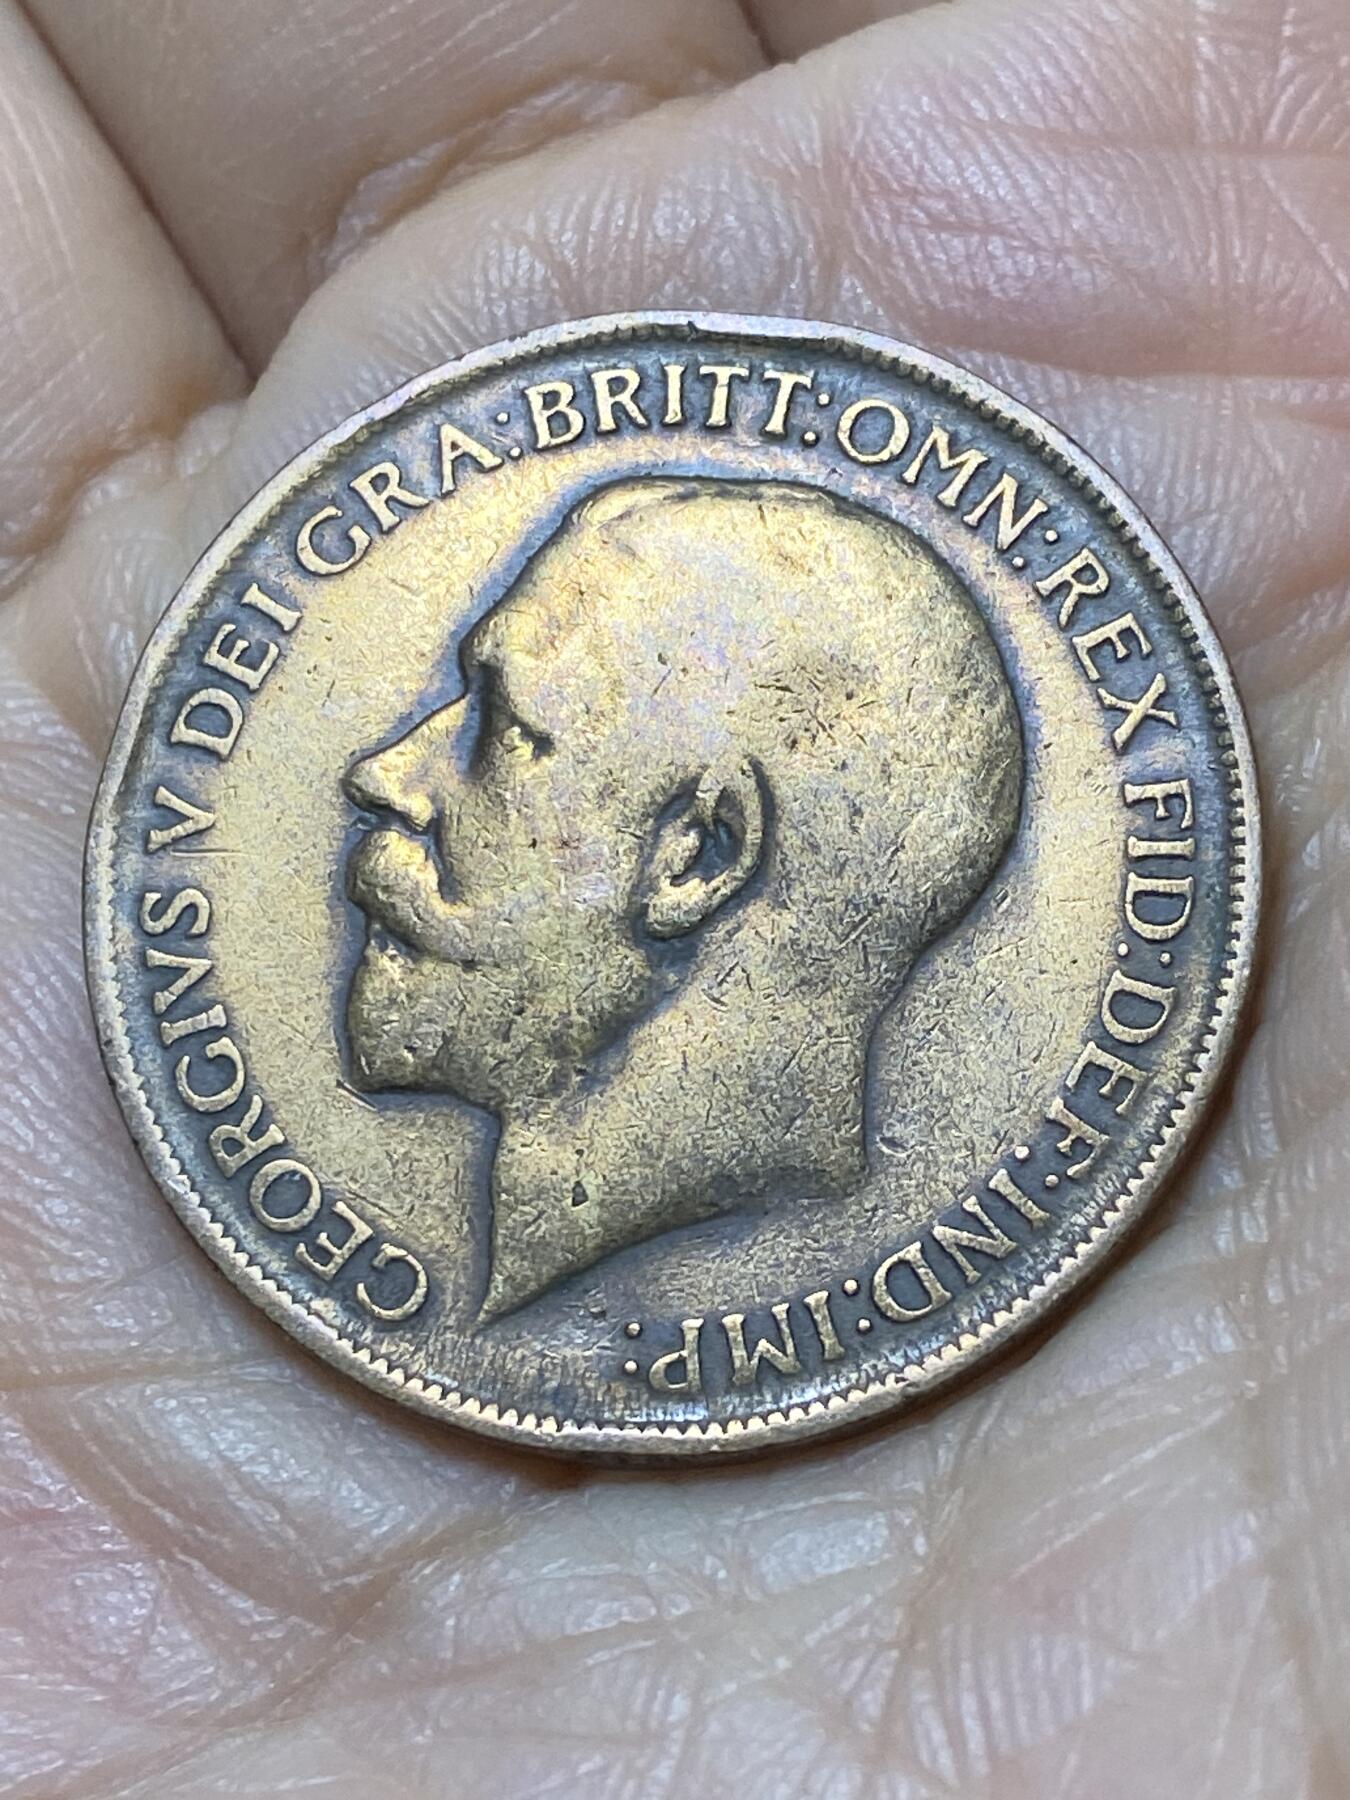 GEORGIVS V DEI GRA: BRITT: OMN: REX FID: DEF: IND: IMP: